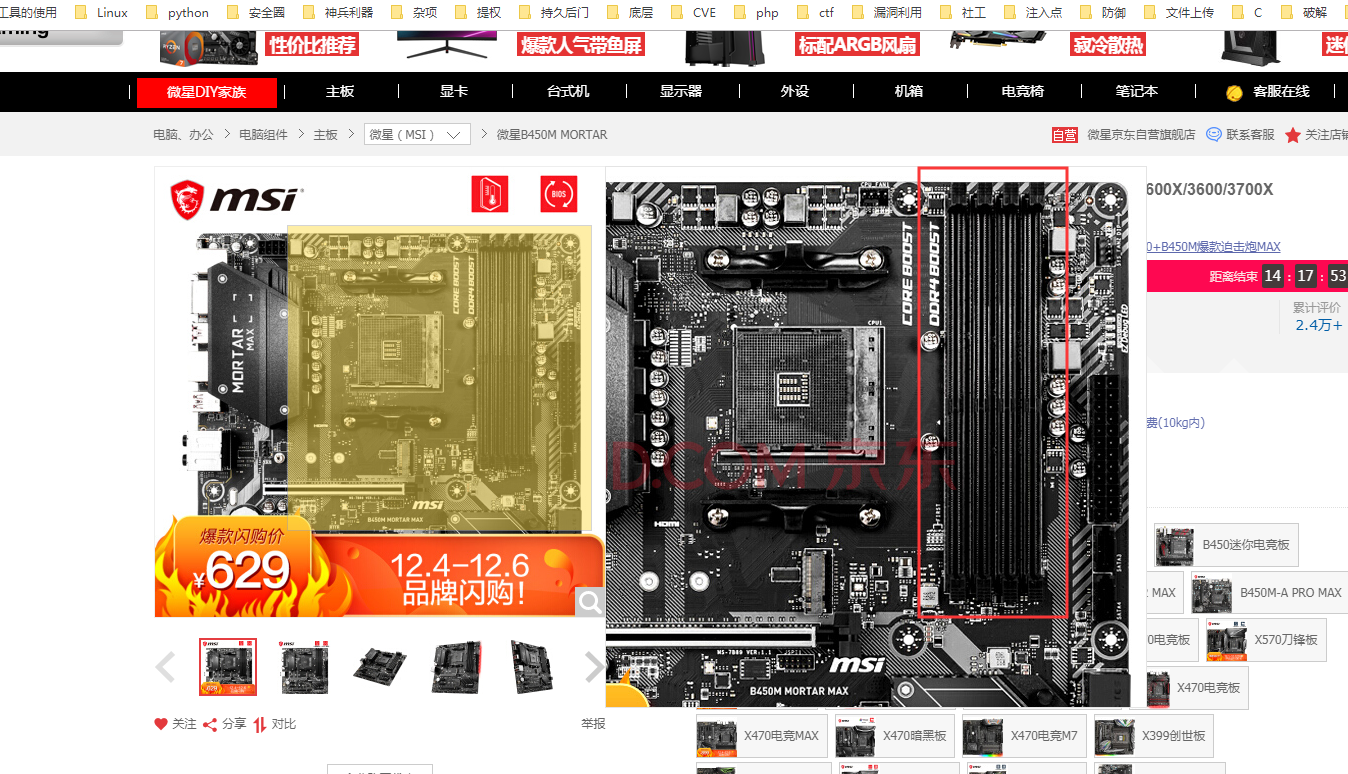 工具的使用 Linux python 安全圈 神兵利器 杂项 提权 持久后门 底层 CVE php ctf 漏洞利用 社工 注入点 防御 文件上传 C 破解
性价比推荐 爆款人气带鱼屏 标配ARGB风扇 寂冷散热
微星DIY家族 主板 显卡 台式机 显示器 外设 机箱 电竞椅 笔记本 客服在线
电脑、办公 电脑组件 主板 微星（MSI） 微星B450M MORTAR 自营 微星京东自营旗舰店 联系客服 关注店铺
msi BIOS
600X/3600/3700X
0+B450M爆款迫击炮MAX
距离结束 14 : 17 : 53
累计评价
2.4万+
费(10kg内)
MORTAR MAX
CORE BOOST
DDR4 BOOST
HDMI
msi
B450M MORTAR MAX
CPU_FAN1
CORE BOOST
DDR4 BOOST
CPU1
EZ Debug LED
JD.COM 京东
HDMI
SATA3
SATA4
MS-7B89 VER:1.1
JSPI1
msi
B450M MORTAR MAX
爆款闪购价
¥629
12.4-12.6
品牌闪购！
B450迷你电竞板
MAX B450M-A PRO MAX
0电竞板 X570刀锋板
X470电竞板
X470电竞MAX X470暗黑板 X470电竞M7 X399创世板
关注 分享 对比 举报